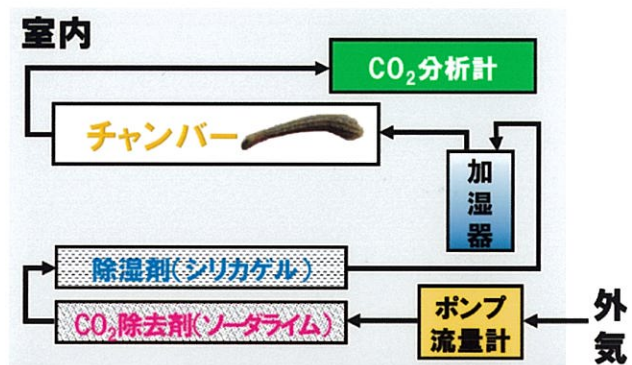 室内
CO₂分析計
チャンバー
加湿器
除湿剤(シリカゲル)
CO₂除去剤(ソーダライム)
ポンプ
流量計
外気